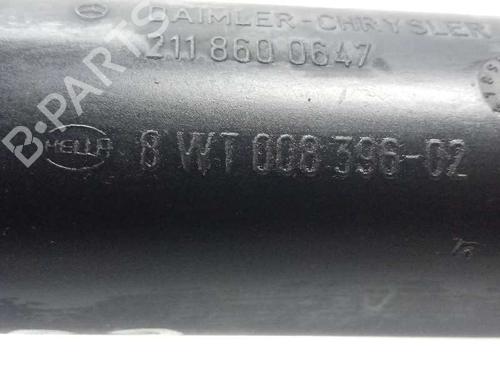 DAIMLER-CHRYSLER
211 860 0647
HELLA
8 WT 008 396-02
B-PARTS